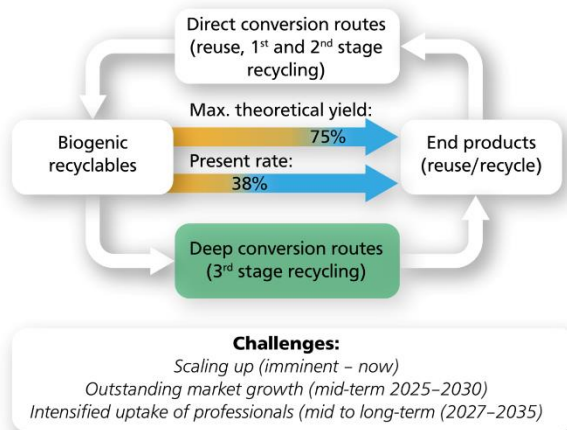 Direct conversion routes
(reuse, 1st and 2nd stage
recycling)
Max. theoretical yield:
75%
Biogenic
recyclables
End products
(reuse/recycle)
Present rate:
38%
Deep conversion routes
(3rd stage recycling)
Challenges:
Scaling up (imminent – now)
Outstanding market growth (mid-term 2025–2030)
Intensified uptake of professionals (mid to long-term (2027–2035)